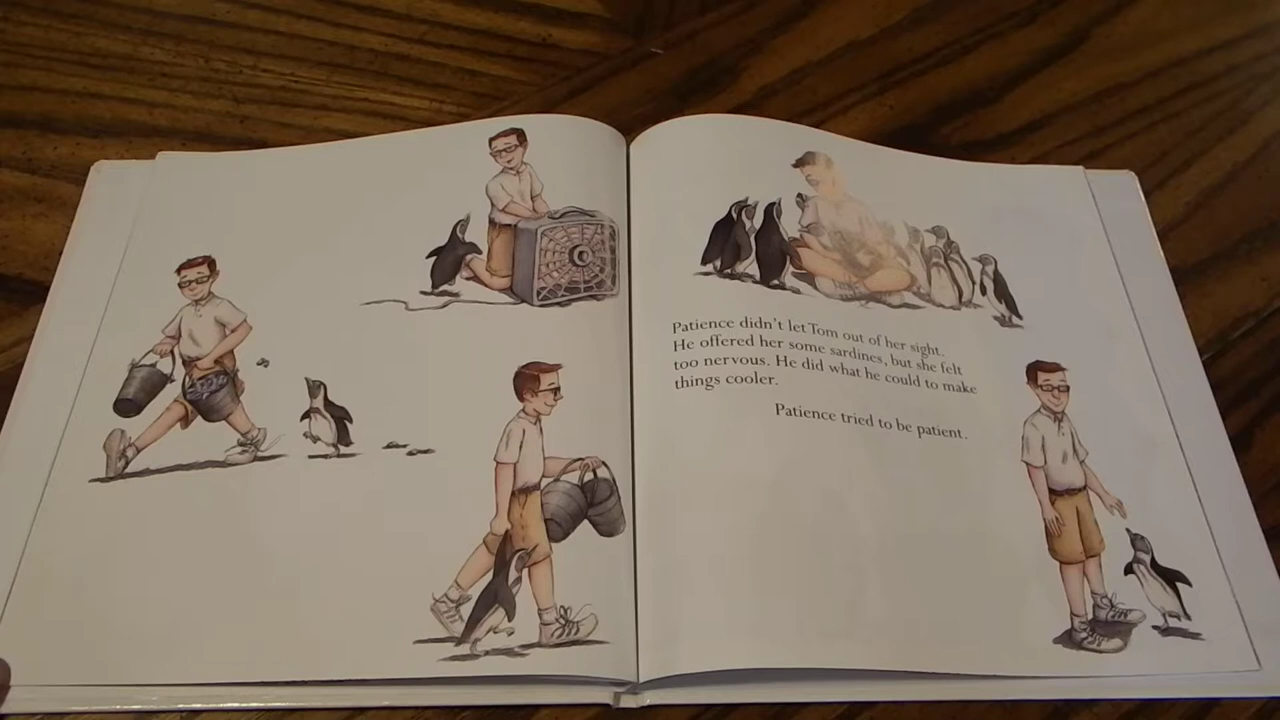 Patience didn't let Tom out of her sight.
He offered her some sardines, but she felt
too nervous. He did what he could to make
things cooler.
Patience tried to be patient.